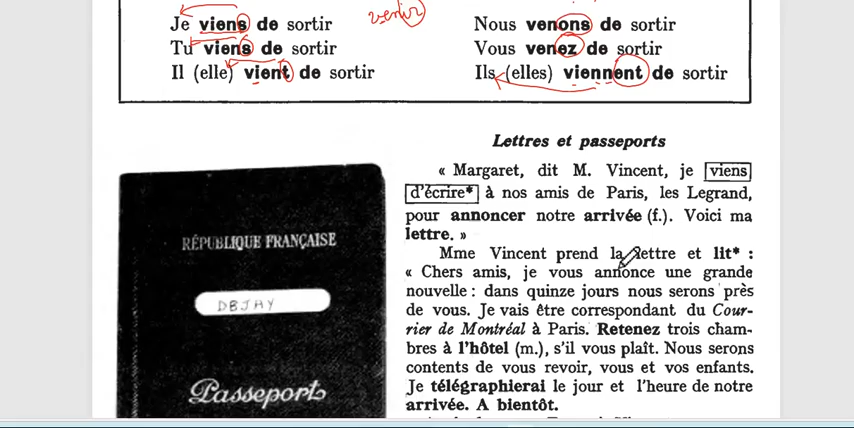 venir
Je viens de sortir
Nous venons de sortir
Tu viens de sortir
Vous venez de sortir
Il (elle) vient de sortir
Ils (elles) viennent de sortir
Lettres et passeports
« Margaret, dit M. Vincent, je viens
d'écrire* à nos amis de Paris, les Legrand,
pour annoncer notre arrivée (f.). Voici ma
lettre. »
Mme Vincent prend la lettre et lit* :
« Chers amis, je vous annonce une grande
nouvelle : dans quinze jours nous serons près
de vous. Je vais être correspondant du Cour-
rier de Montréal à Paris. Retenez trois cham-
bres à l'hôtel (m.), s'il vous plaît. Nous serons
contents de vous revoir, vous et vos enfants.
Je télégraphierai le jour et l'heure de notre
arrivée. A bientôt.
RÉPUBLIQUE FRANÇAISE
DBJAY
Passeport